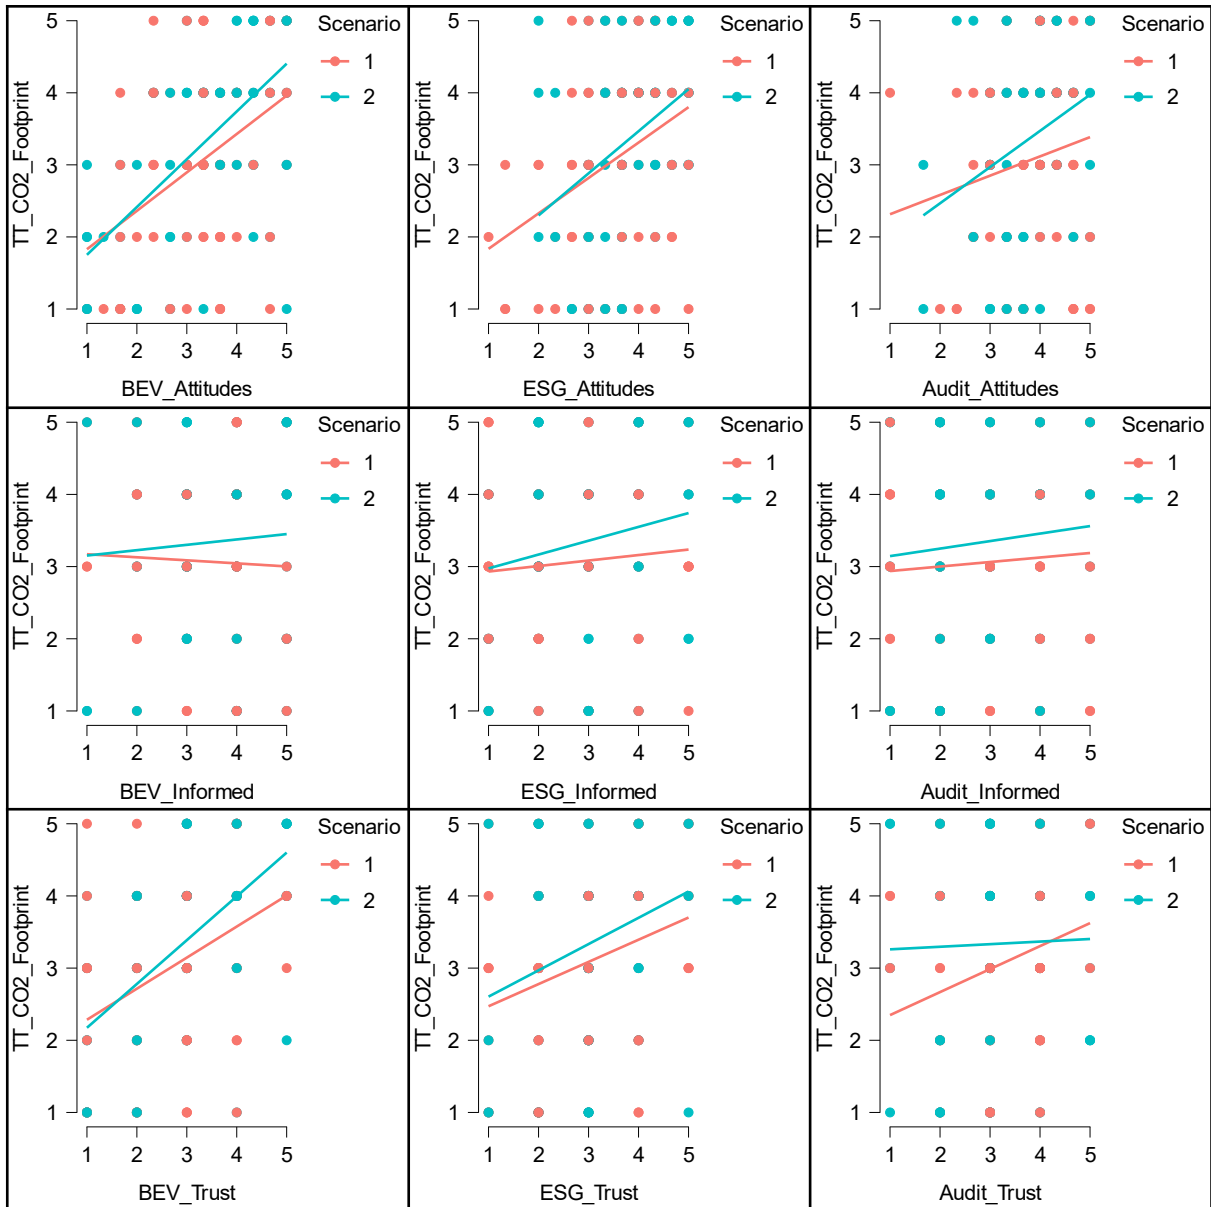 5
4
3
2
1
TT_CO2_Footprint
1 2 3 4 5
BEV_Attitudes
Scenario
1
2
5
4
3
2
1
TT_CO2_Footprint
1 2 3 4 5
ESG_Attitudes
Scenario
1
2
5
4
3
2
1
TT_CO2_Footprint
1 2 3 4 5
Audit_Attitudes
Scenario
1
2
5
4
3
2
1
TT_CO2_Footprint
1 2 3 4 5
BEV_Informed
Scenario
1
2
5
4
3
2
1
TT_CO2_Footprint
1 2 3 4 5
ESG_Informed
Scenario
1
2
5
4
3
2
1
TT_CO2_Footprint
1 2 3 4 5
Audit_Informed
Scenario
1
2
5
4
3
2
1
TT_CO2_Footprint
1 2 3 4 5
BEV_Trust
Scenario
1
2
5
4
3
2
1
TT_CO2_Footprint
1 2 3 4 5
ESG_Trust
Scenario
1
2
5
4
3
2
1
TT_CO2_Footprint
1 2 3 4 5
Audit_Trust
Scenario
1
2